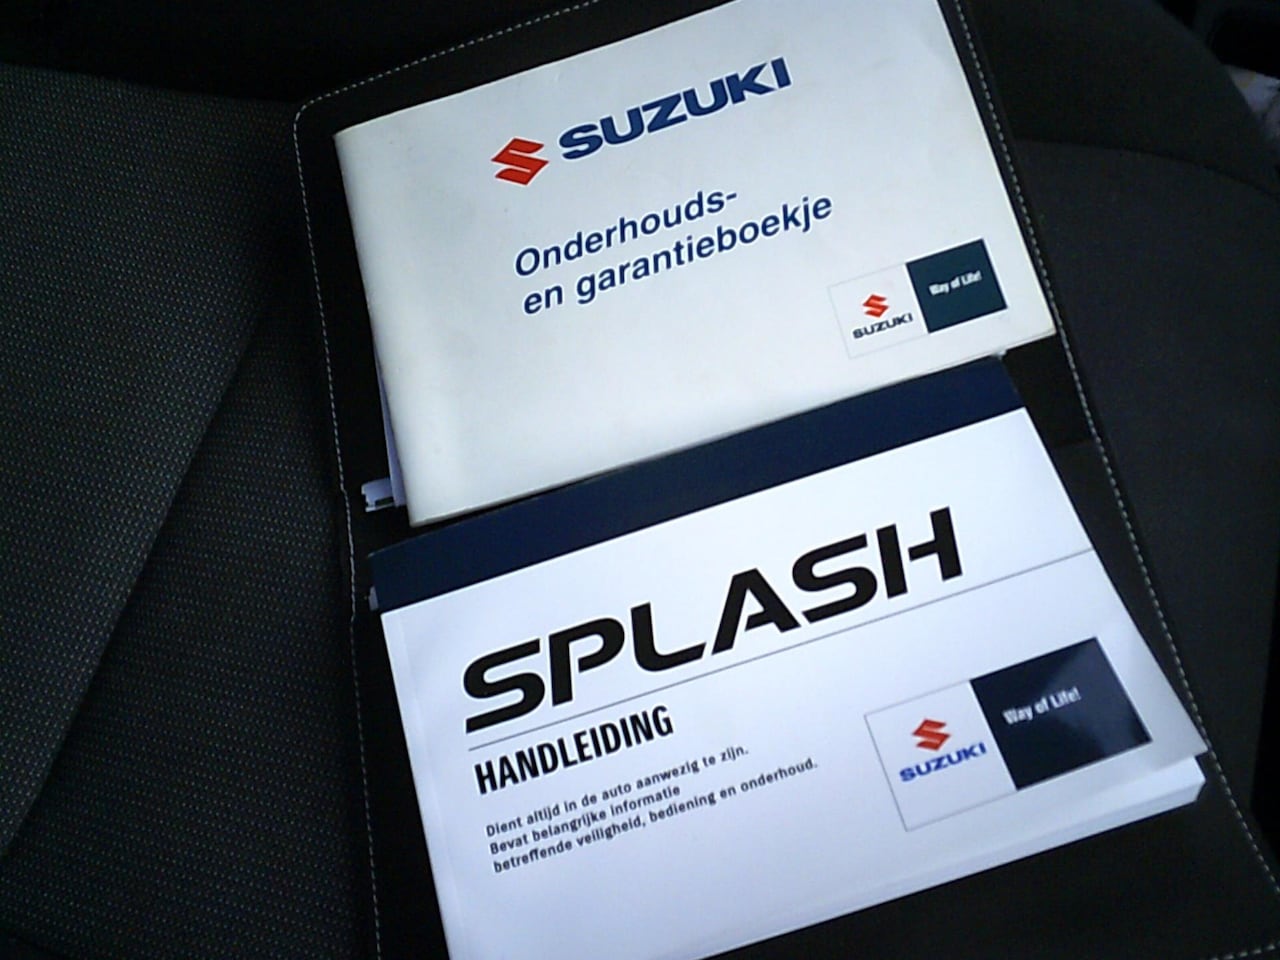 SUZUKI
Onderhouds-
en garantieboekje
SUZUKI
Way of Life!
SPLASH
HANDLEIDING
Dient altijd in de auto aanwezig te zijn.
Bevat belangrijke informatie
betreffende veiligheid, bediening en onderhoud.
SUZUKI
Way of Life!